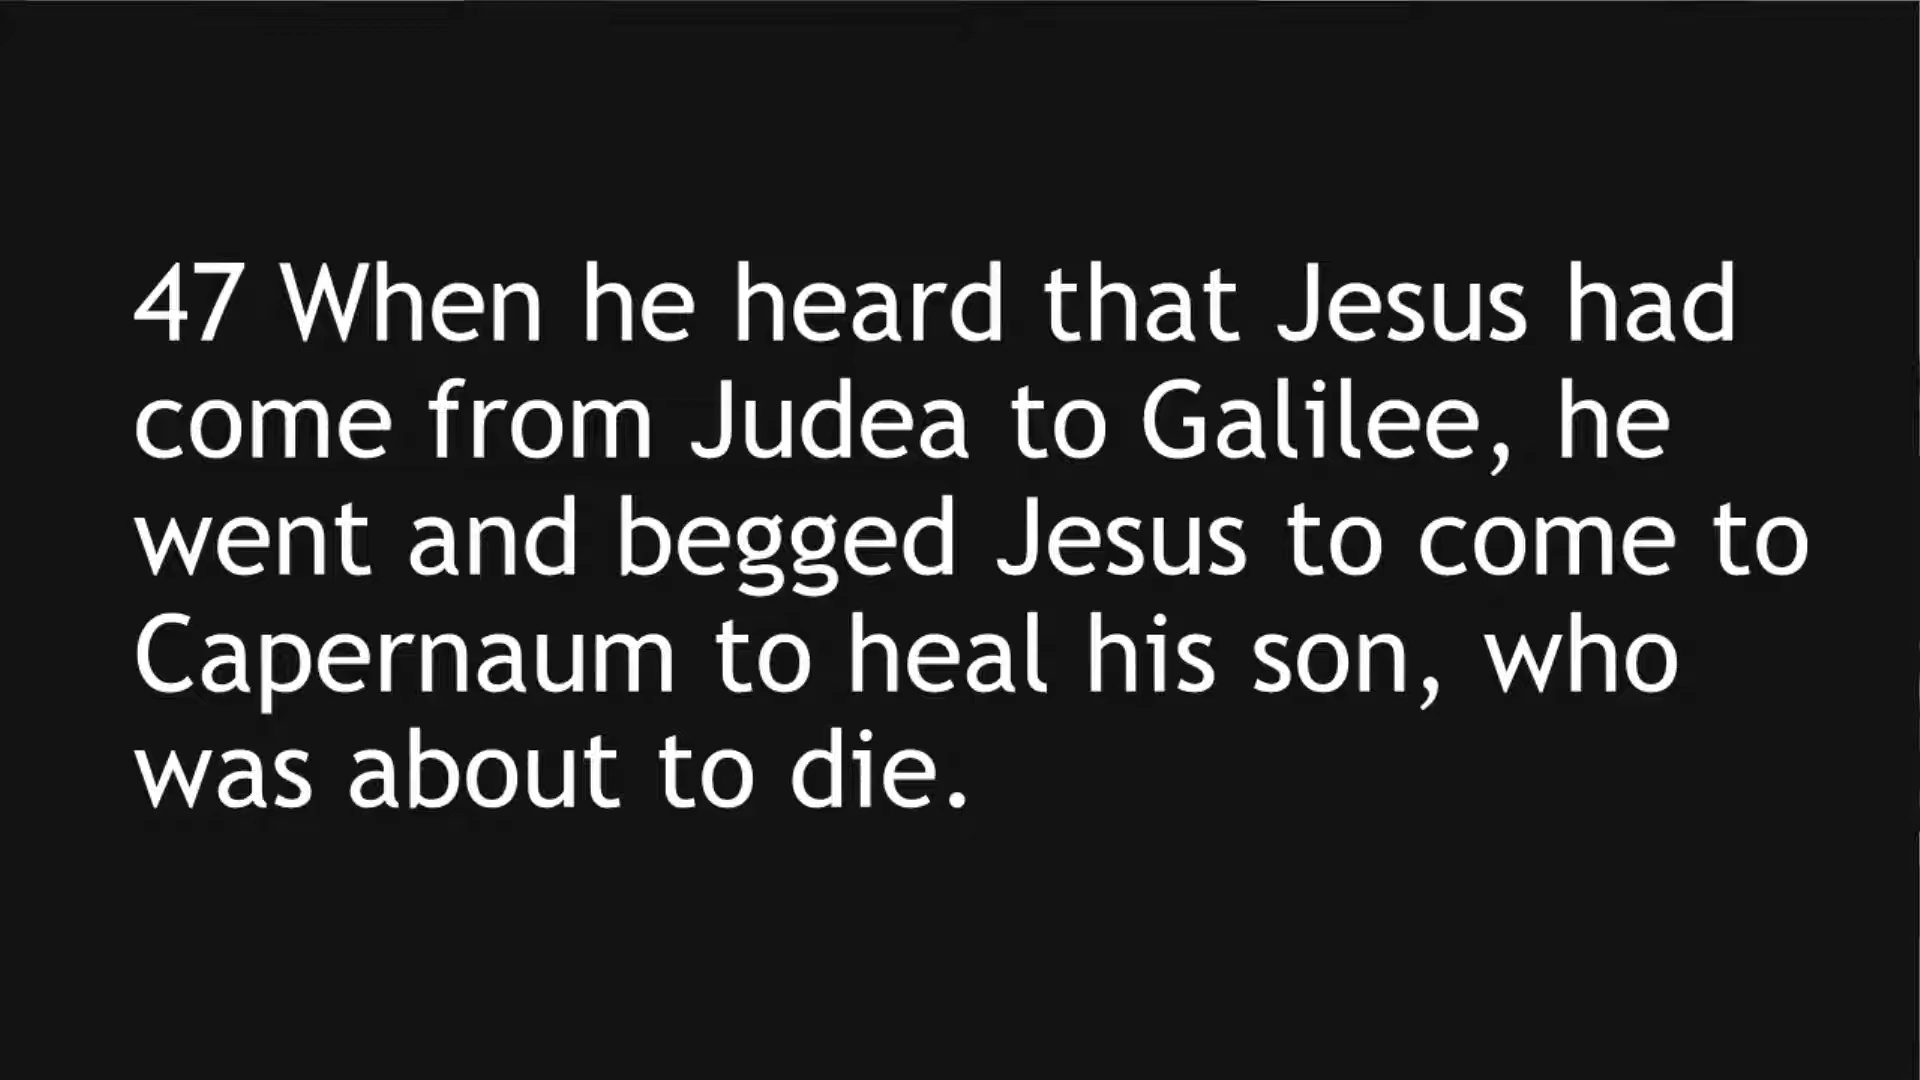 47 When he heard that Jesus had
come from Judea to Galilee, he
went and begged Jesus to come to
Capernaum to heal his son, who
was about to die.